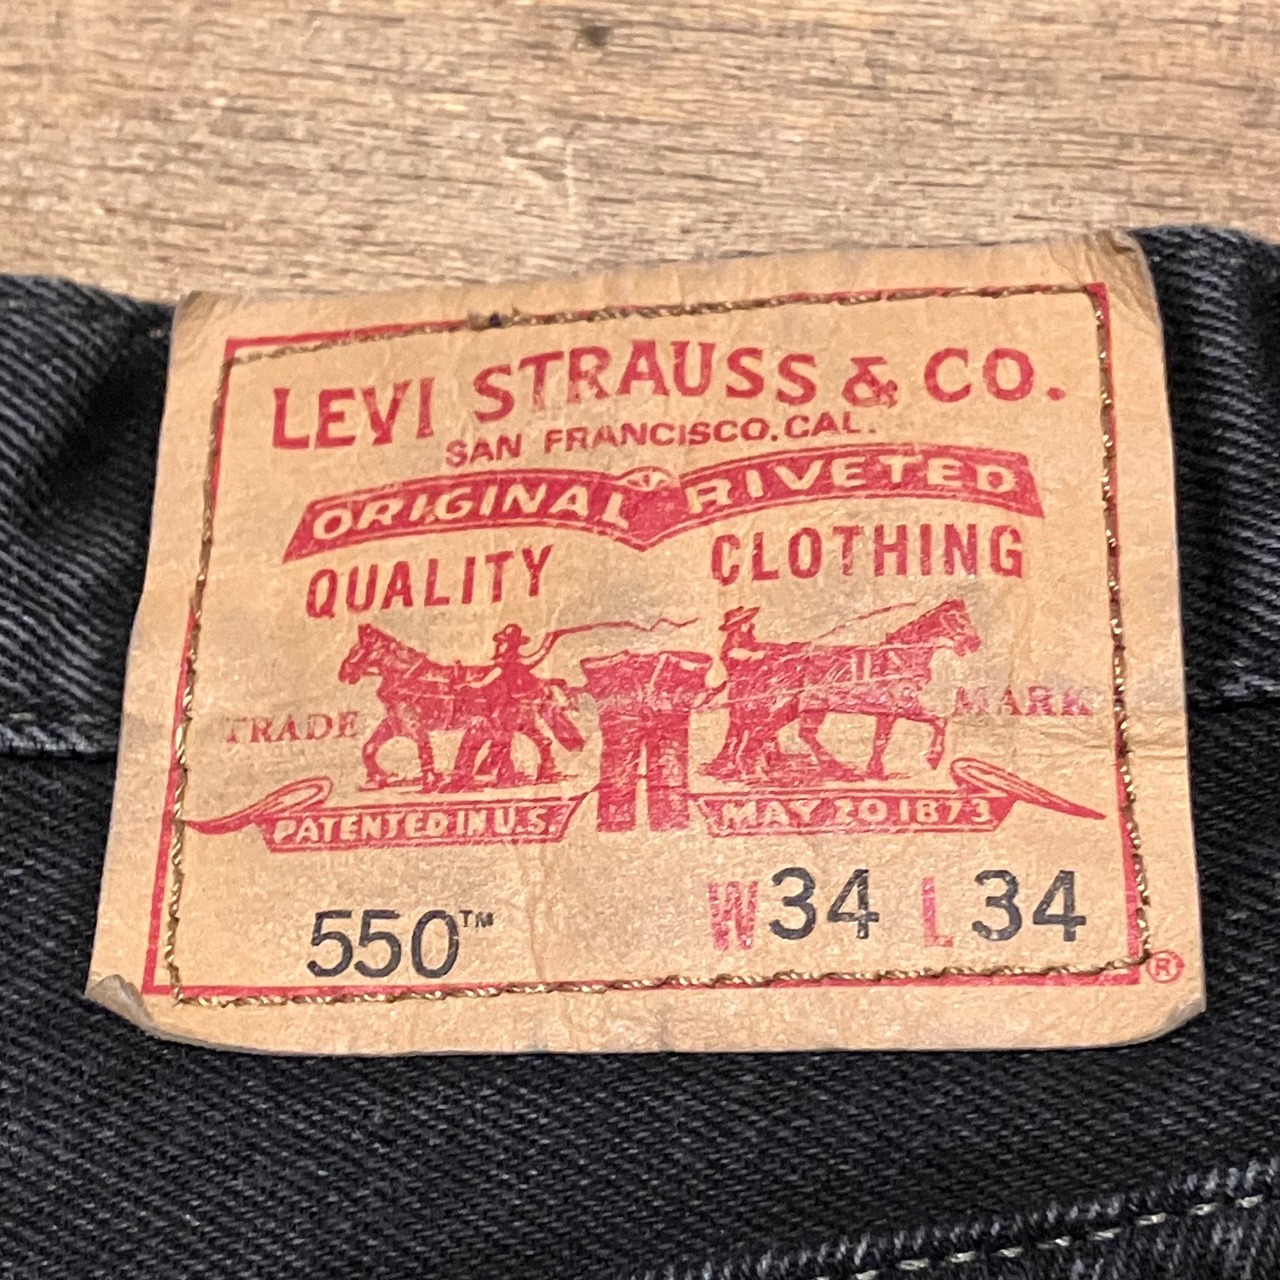 LEVI STRAUSS & CO.
SAN FRANCISCO, CAL.
ORIGINAL RIVETED
QUALITY CLOTHING
TRADE MARK
PATENTED IN U.S. MAY 20.1873
550™ W34 L34
®